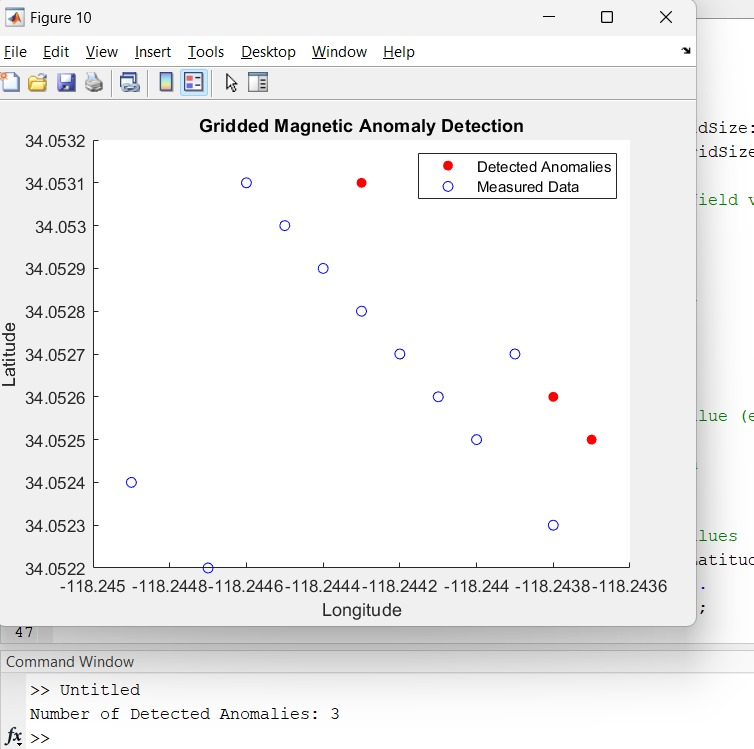 Figure 10
File Edit View Insert Tools Desktop Window Help
Gridded Magnetic Anomaly Detection
Detected Anomalies
Measured Data
34.0532
34.0531
34.053
34.0529
34.0528
34.0527
34.0526
34.0525
34.0524
34.0523
34.0522
Latitude
-118.245 -118.2448 -118.2446 -118.2444 -118.2442 -118.244 -118.2438 -118.2436
Longitude
dSize:
idSize
ield v
lue (e
lues
Latitud
.
;
47
Command Window
>> Untitled
Number of Detected Anomalies: 3
fx >>